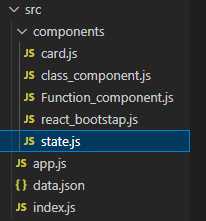 src
components
JS card.js
JS class_component.js
JS Function_component.js
JS react_bootstap.js
JS state.js
JS app.js
{} data.json
JS index.js